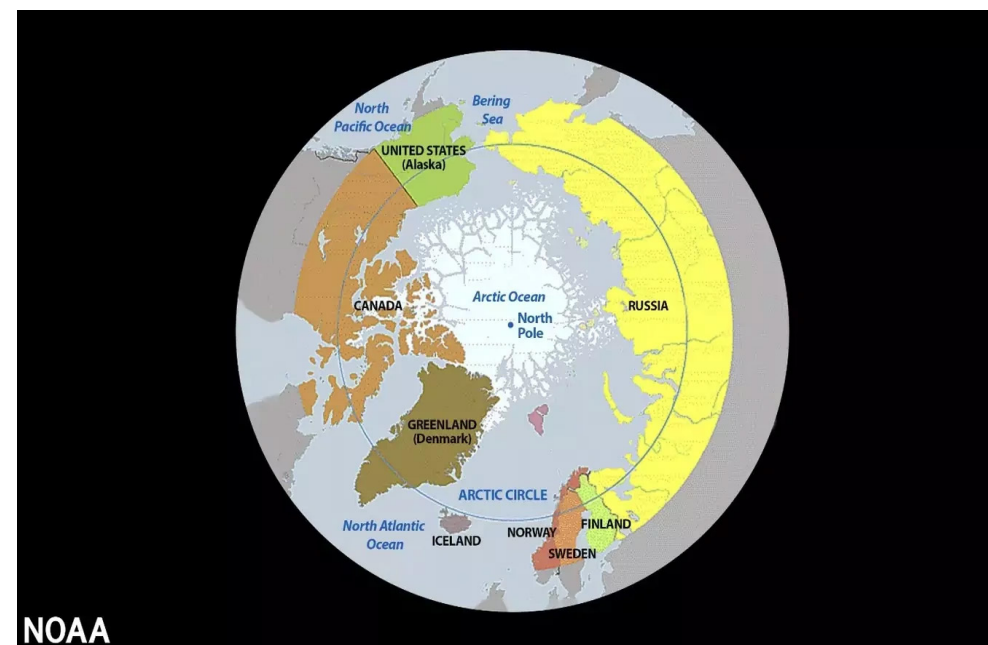 North
Pacific Ocean
Bering
Sea
UNITED STATES
(Alaska)
Arctic Ocean
North
Pole
CANADA
RUSSIA
GREENLAND
(Denmark)
ARCTIC CIRCLE
North Atlantic
Ocean
ICELAND
NORWAY
FINLAND
SWEDEN
NOAA